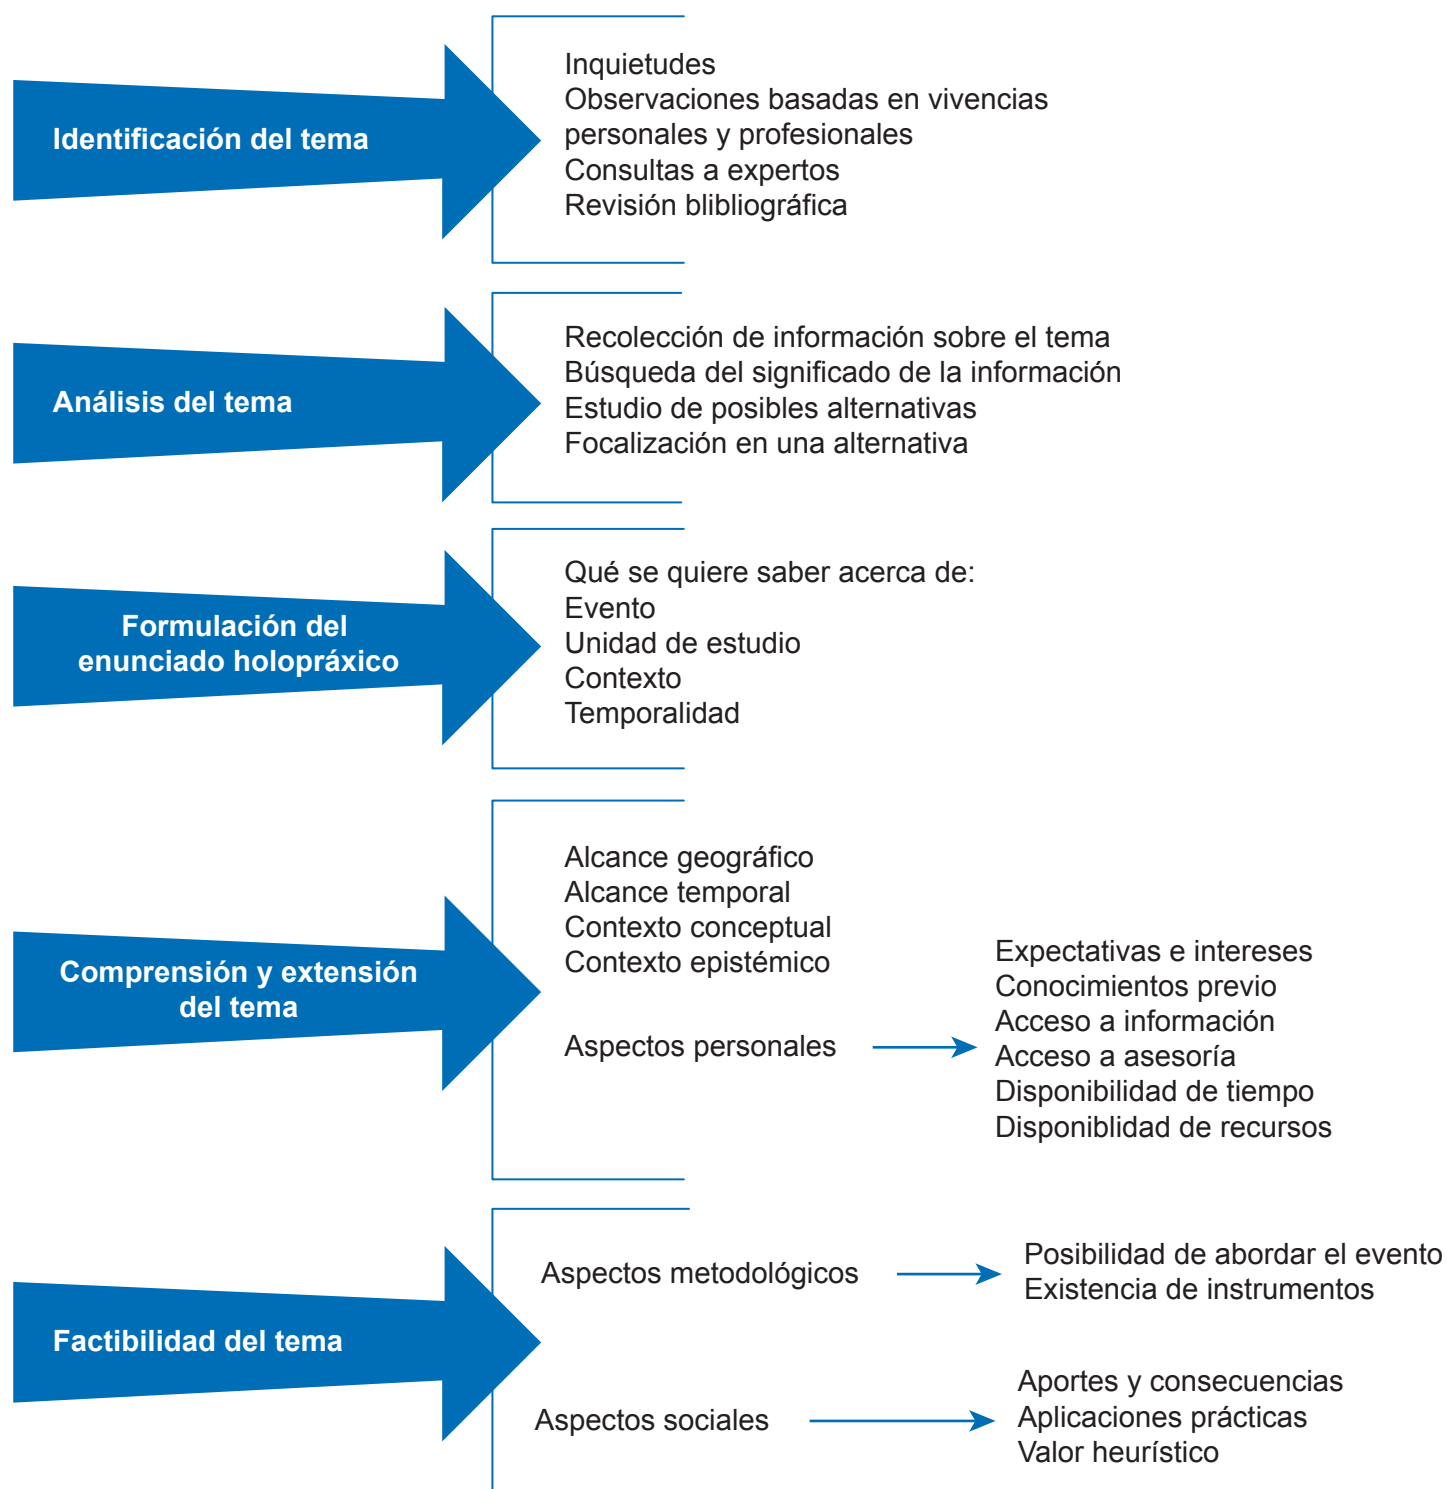 Identificación del tema
Inquietudes
Observaciones basadas en vivencias
personales y profesionales
Consultas a expertos
Revisión blibliográfica
Análisis del tema
Recolección de información sobre el tema
Búsqueda del significado de la información
Estudio de posibles alternativas
Focalización en una alternativa
Formulación del
enunciado holopráxico
Qué se quiere saber acerca de:
Evento
Unidad de estudio
Contexto
Temporalidad
Comprensión y extensión
del tema
Alcance geográfico
Alcance temporal
Contexto conceptual
Contexto epistémico
Aspectos personales
Expectativas e intereses
Conocimientos previo
Acceso a información
Acceso a asesoría
Disponibilidad de tiempo
Disponiblidad de recursos
Factibilidad del tema
Aspectos metodológicos
Posibilidad de abordar el evento
Existencia de instrumentos
Aspectos sociales
Aportes y consecuencias
Aplicaciones prácticas
Valor heurístico